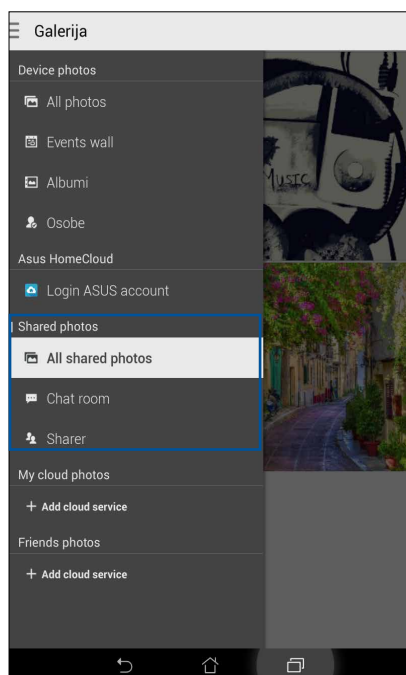 Galerija
Device photos
All photos
Events wall
Albumi
Osobe
Asus HomeCloud
Login ASUS account
Shared photos
All shared photos
Chat room
Sharer
My cloud photos
+ Add cloud service
Friends photos
+ Add cloud service
MUSIC